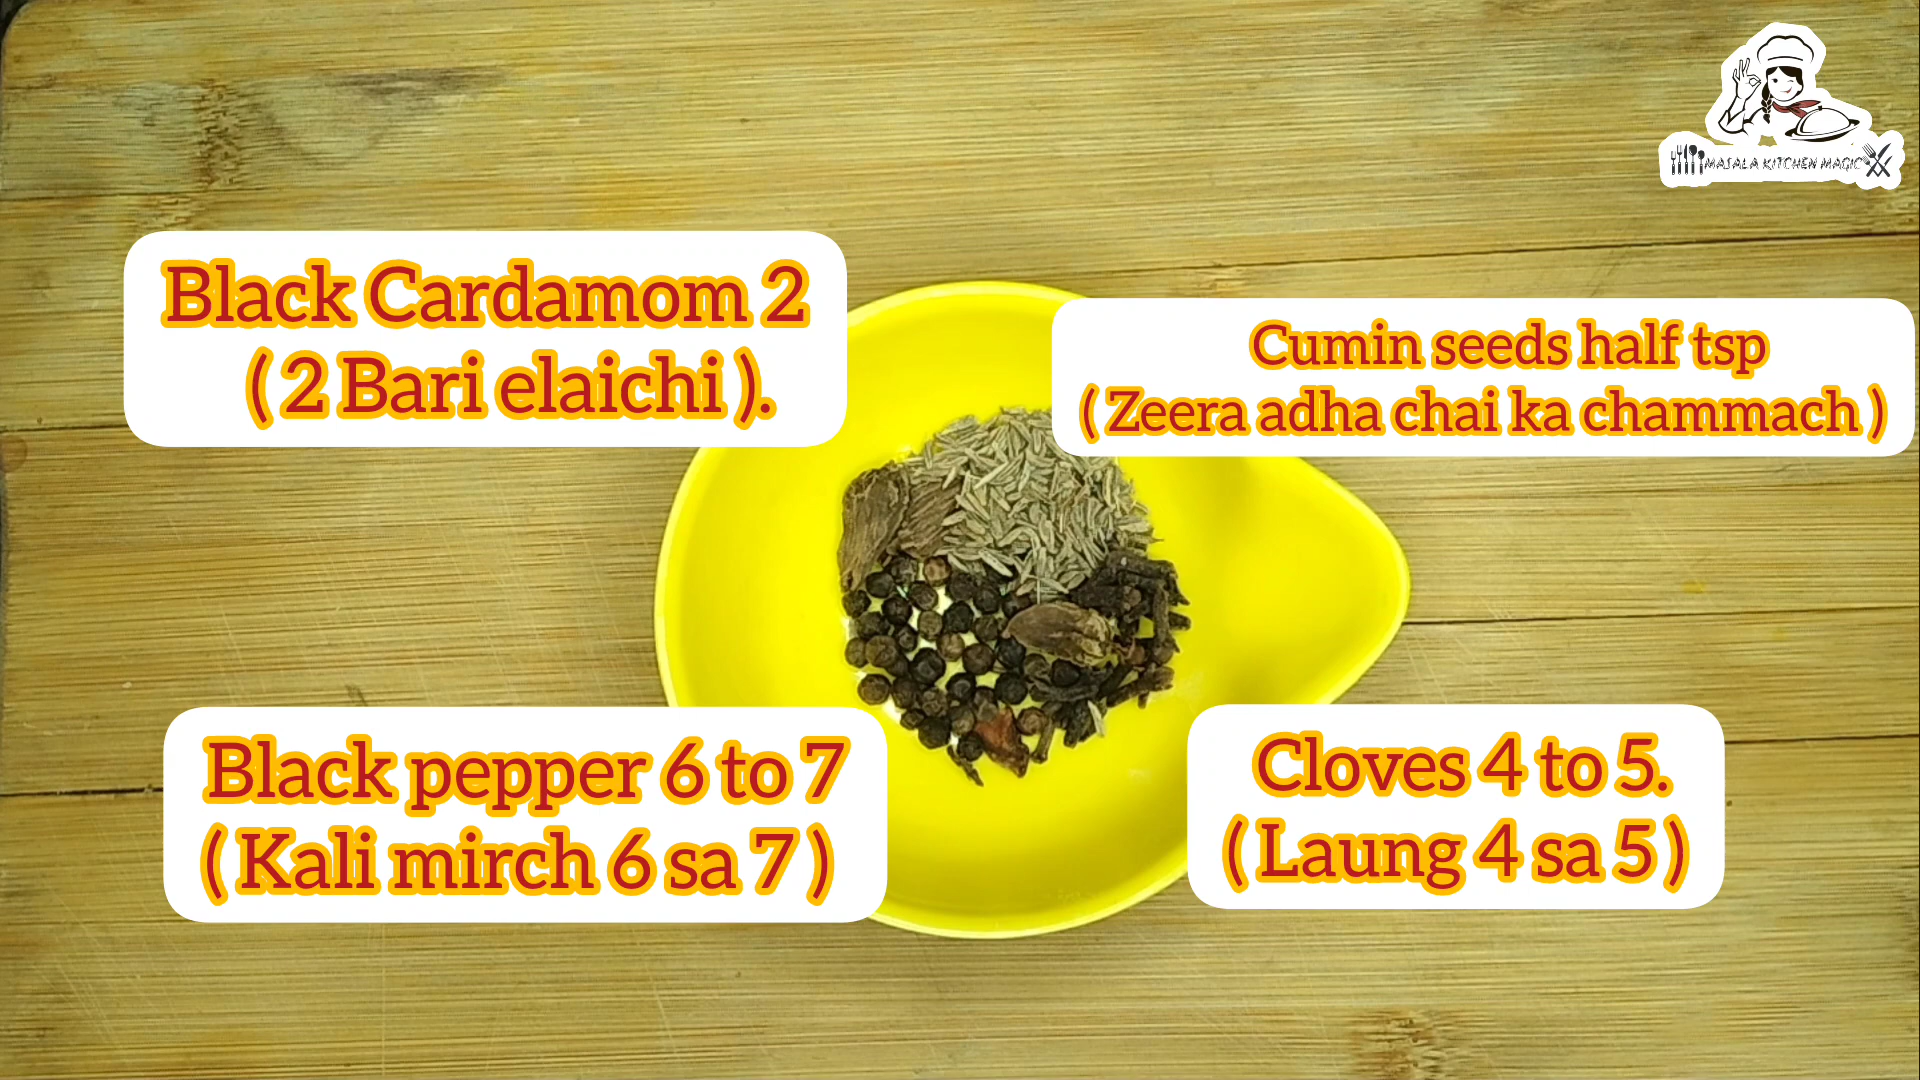 MASALA KITCHEN MAGIC
Black Cardamom 2
( 2 Bari elaichi ).
Cumin seeds half tsp
( Zeera adha chai ka chammach )
Black pepper 6 to 7
( Kali mirch 6 sa 7 )
Cloves 4 to 5.
( Laung 4 sa 5 )